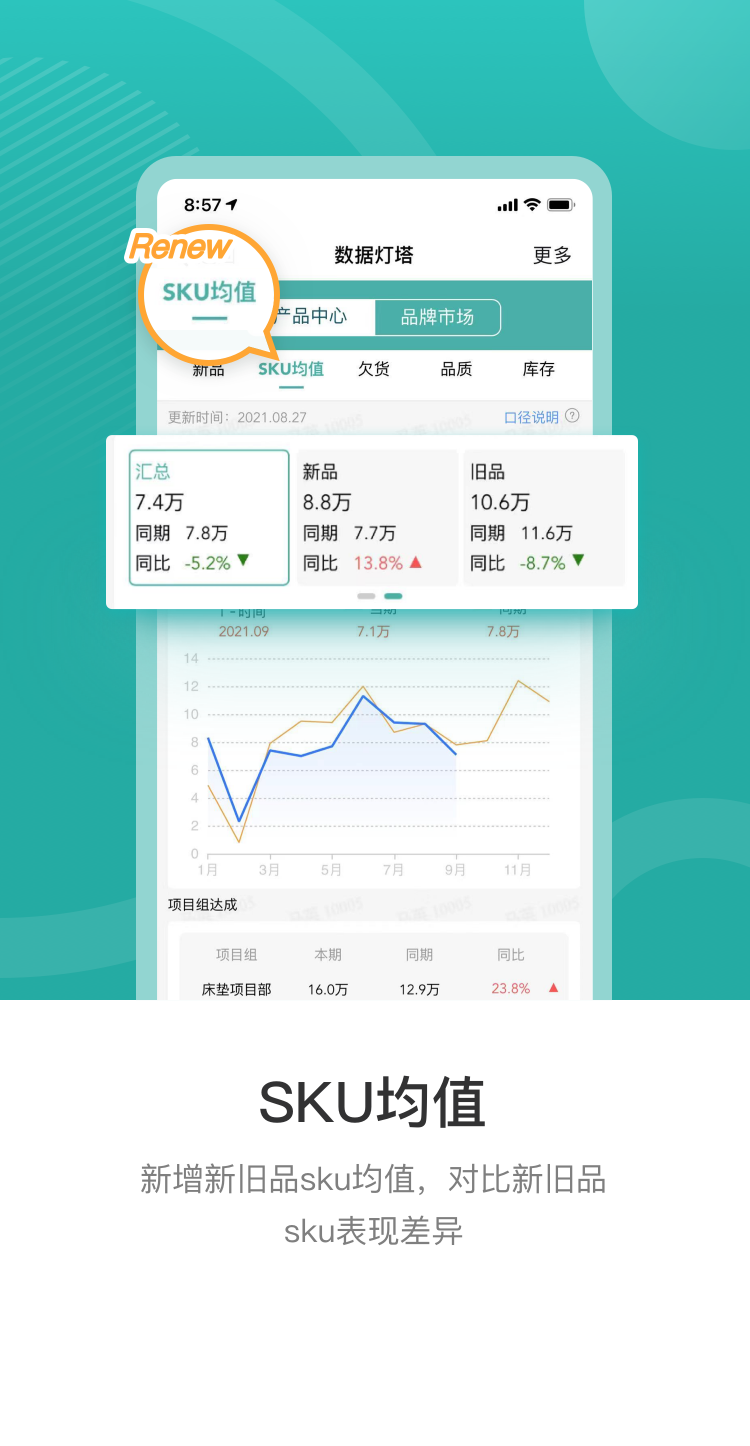 8:57
Renew
数据灯塔
更多
SKU均值
产品中心
品牌市场
新品
SKU均值
欠货
品质
库存
更新时间：2021.08.27
口径说明 ?
汇总
7.4万
同期 7.8万
同比 -5.2% ▼
新品
8.8万
同期 7.7万
同比 13.8% ▲
旧品
10.6万
同期 11.6万
同比 -8.7% ▼
2021.09 7.1万 7.8万
14
12
10
8
6
4
2
0
1月 3月 5月 7月 9月 11月
项目组达成
项目组 本期 同期 同比
床垫项目部 16.0万 12.9万 23.8% ▲
SKU均值
新增新旧品sku均值，对比新旧品
sku表现差异